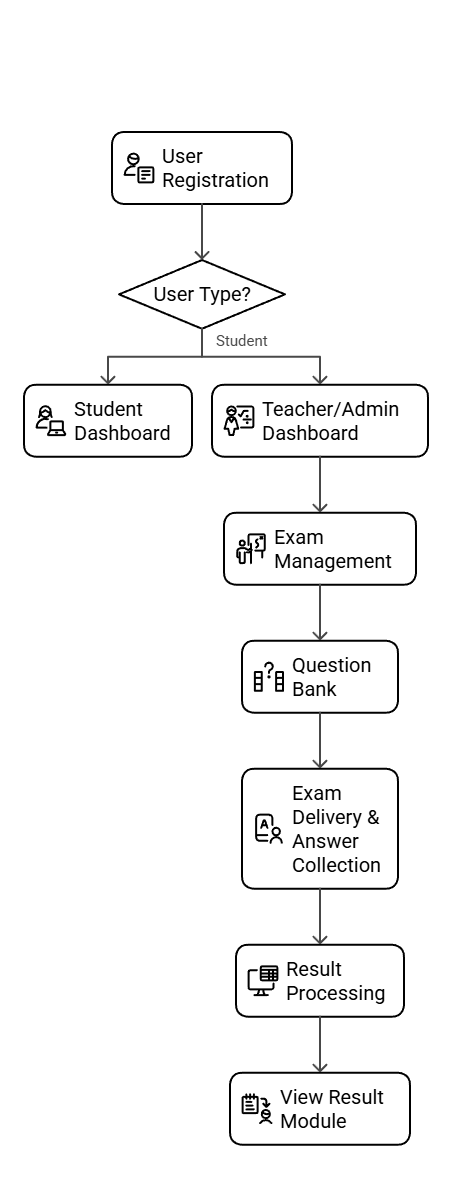 User
Registration
User Type?
Student
Student
Dashboard
Teacher/Admin
Dashboard
Exam
Management
Question
Bank
Exam
Delivery &
Answer
Collection
Result
Processing
View Result
Module